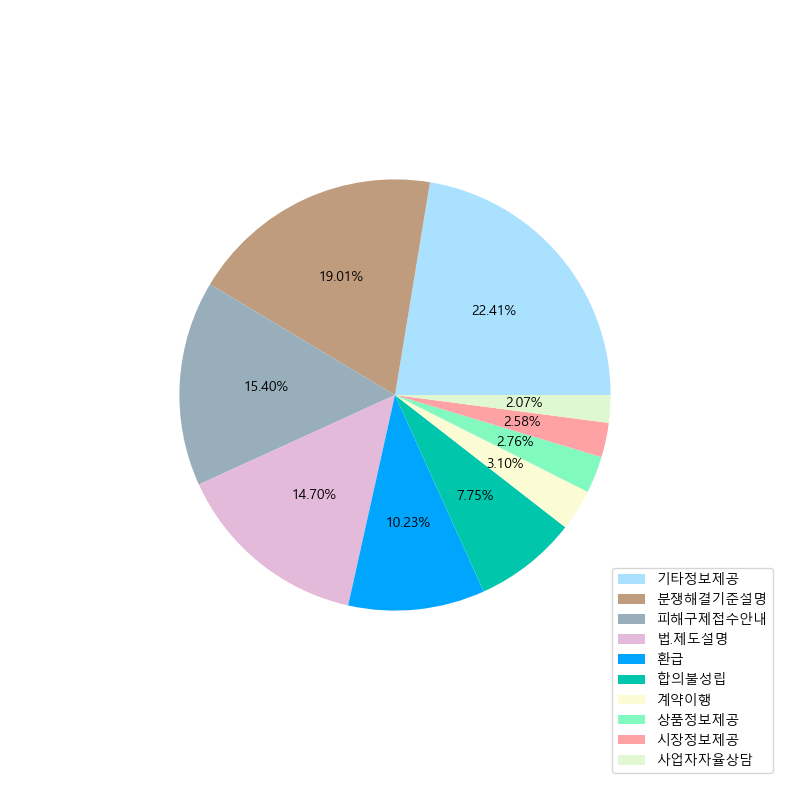 19.01%
22.41%
15.40%
2.07%
2.58%
2.76%
3.10%
14.70%
7.75%
10.23%
기타정보제공
분쟁해결기준설명
피해구제접수안내
법.제도설명
환급
합의불성립
계약이행
상품정보제공
시장정보제공
사업자자율상담